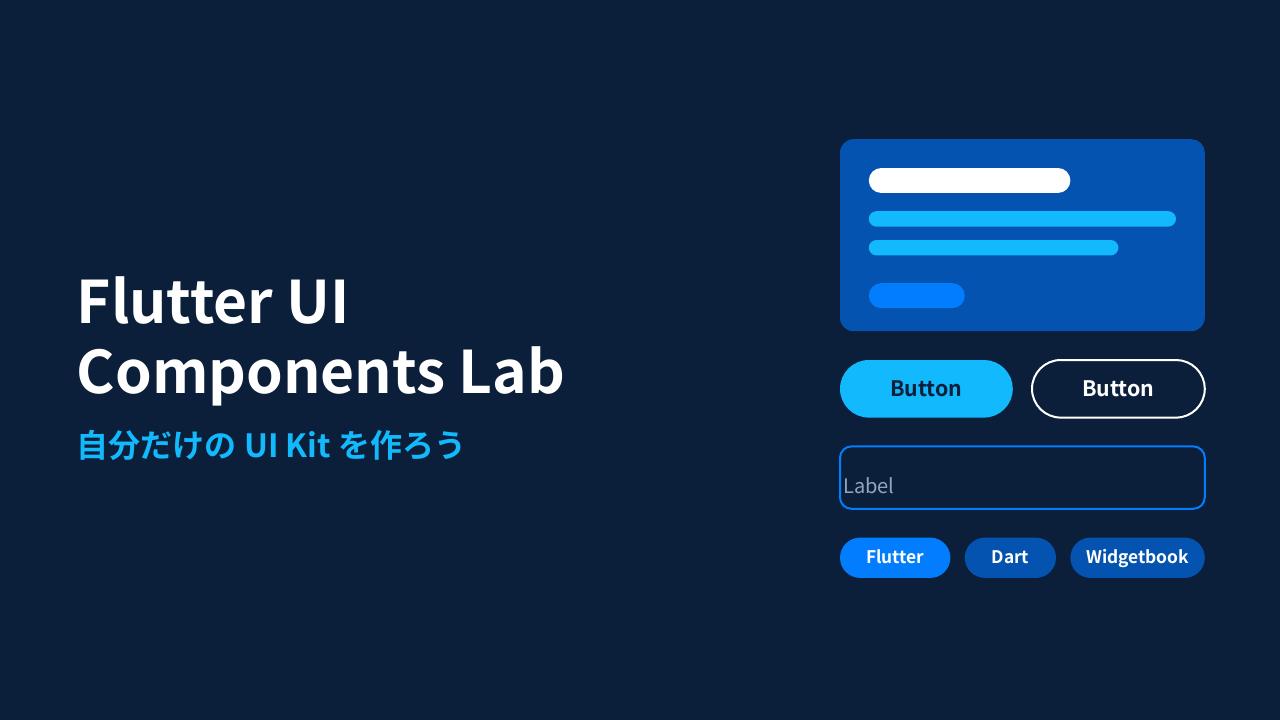 Flutter UI
Components Lab
自分だけの UI Kit を作ろう
Button
Button
Label
Flutter
Dart
Widgetbook